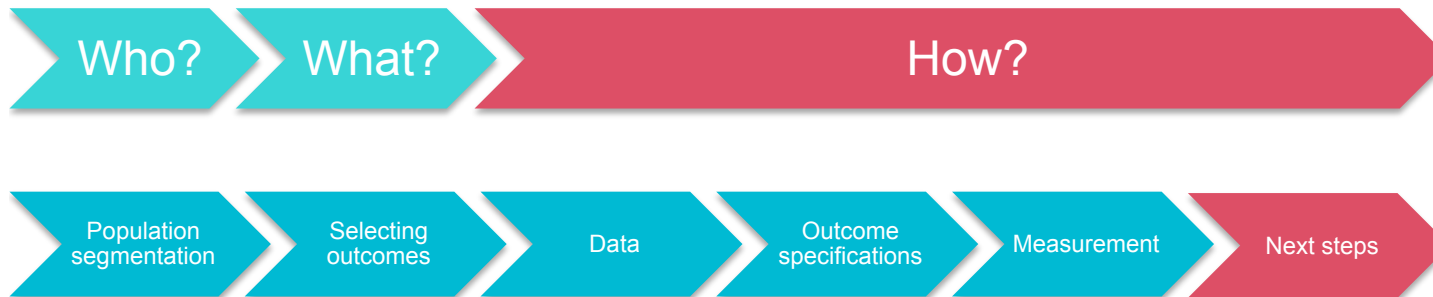 Who?
What?
How?
Population
segmentation
Selecting
outcomes
Data
Outcome
specifications
Measurement
Next steps